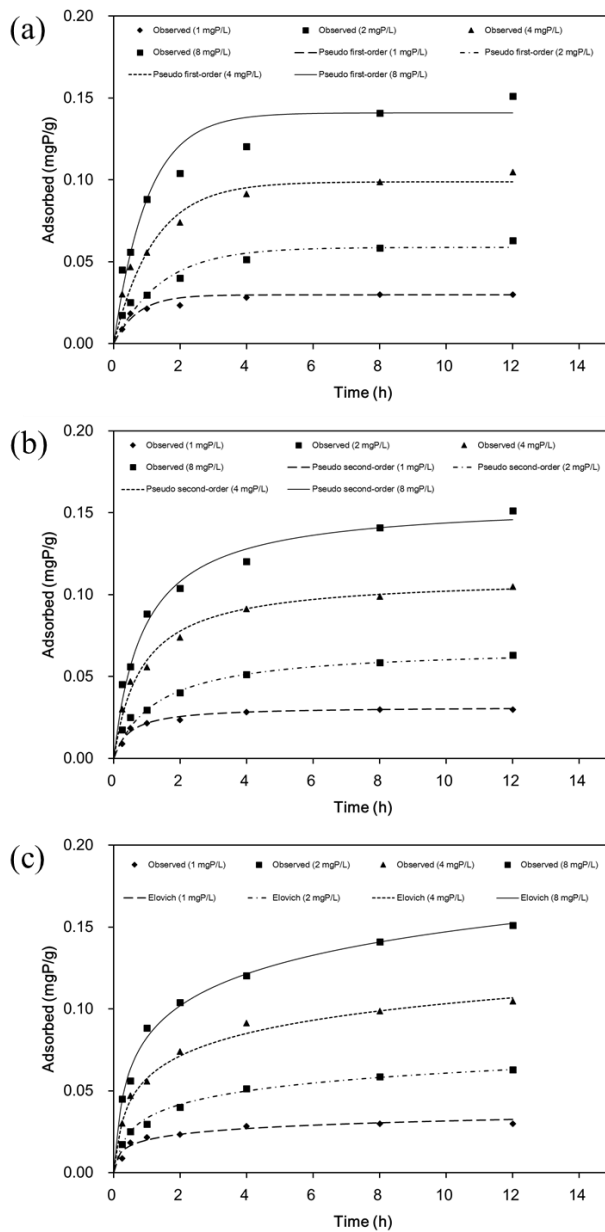 (a)
Observed (1 mgP/L) Observed (2 mgP/L) Observed (4 mgP/L)
Observed (8 mgP/L) Pseudo first-order (1 mgP/L) Pseudo first-order (2 mgP/L)
Pseudo first-order (4 mgP/L) Pseudo first-order (8 mgP/L)
Adsorbed (mgP/g)
0.20
0.15
0.10
0.05
0.00
0 2 4 6 8 10 12 14
Time (h)
(b)
Observed (1 mgP/L) Observed (2 mgP/L) Observed (4 mgP/L)
Observed (8 mgP/L) Pseudo second-order (1 mgP/L) Pseudo second-order (2 mgP/L)
Pseudo second-order (4 mgP/L) Pseudo second-order (8 mgP/L)
Adsorbed (mgP/g)
0.20
0.15
0.10
0.05
0.00
0 2 4 6 8 10 12 14
Time (h)
(c)
Observed (1 mgP/L) Observed (2 mgP/L) Observed (4 mgP/L) Observed (8 mgP/L)
Elovich (1 mgP/L) Elovich (2 mgP/L) Elovich (4 mgP/L) Elovich (8 mgP/L)
Adsorbed (mgP/g)
0.20
0.15
0.10
0.05
0.00
0 2 4 6 8 10 12 14
Time (h)